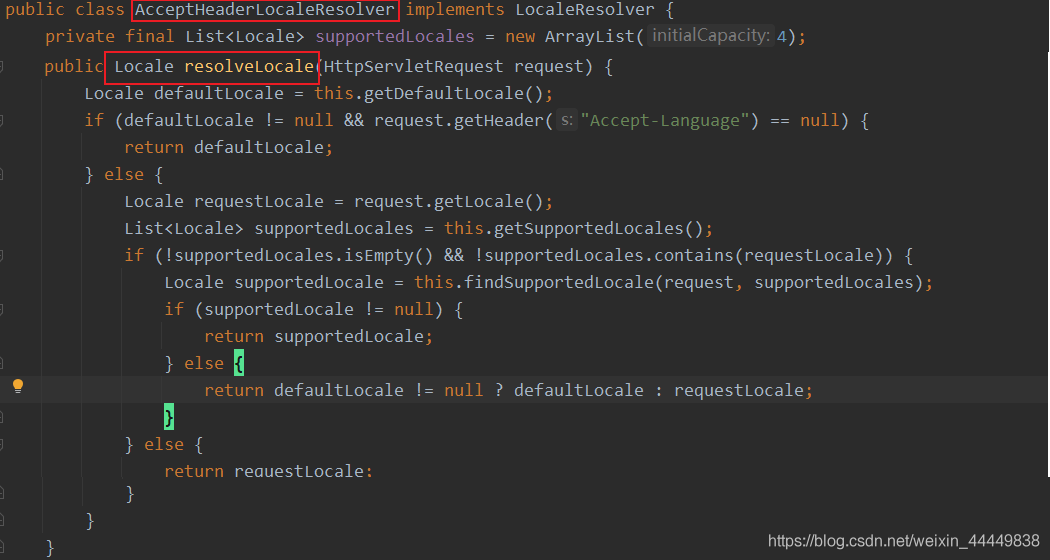 public class AcceptHeaderLocaleResolver implements LocaleResolver {
    private final List<Locale> supportedLocales = new ArrayList( initialCapacity: 4);
    public Locale resolveLocale(HttpServletRequest request) {
        Locale defaultLocale = this.getDefaultLocale();
        if (defaultLocale != null && request.getHeader( s: "Accept-Language") == null) {
            return defaultLocale;
        } else {
            Locale requestLocale = request.getLocale();
            List<Locale> supportedLocales = this.getSupportedLocales();
            if (!supportedLocales.isEmpty() && !supportedLocales.contains(requestLocale)) {
                Locale supportedLocale = this.findSupportedLocale(request, supportedLocales);
                if (supportedLocale != null) {
                    return supportedLocale;
                } else {
                    return defaultLocale != null ? defaultLocale : requestLocale;
                }
            } else {
                return requestLocale;
            }
        }
    }
https://blog.csdn.net/weixin_44449838